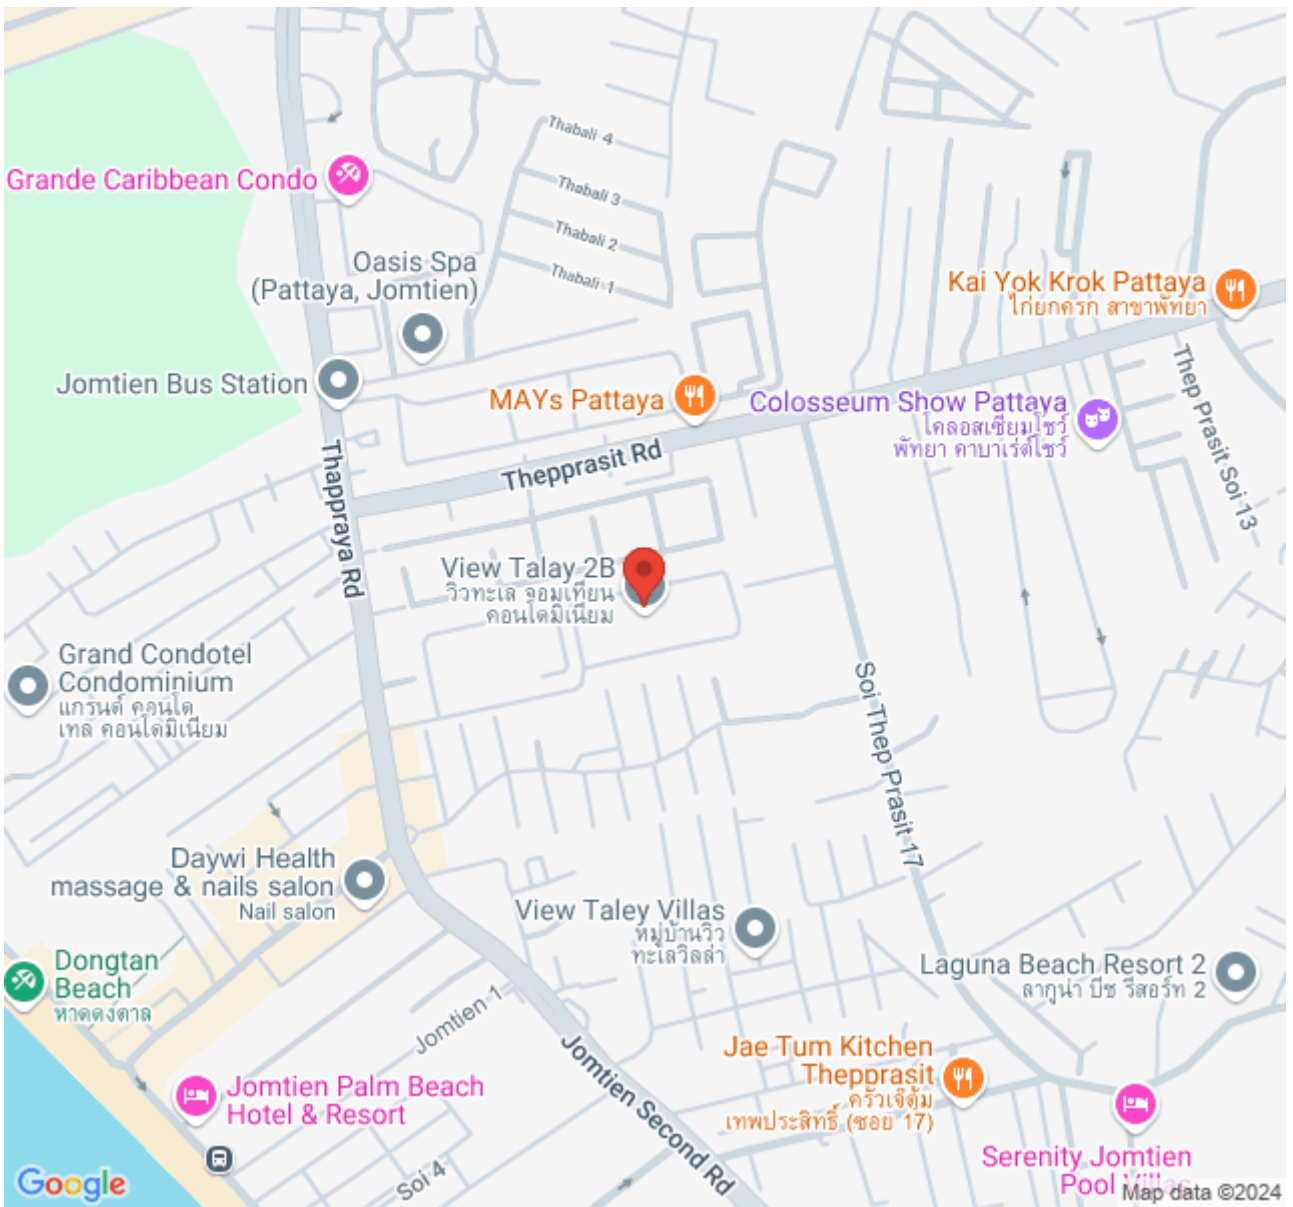 Thabali 4
Grande Caribbean Condo
Thabali 3
Thabali 2
Oasis Spa
(Pattaya, Jomtien)
Thabali 1
Kai Yok Krok Pattaya
ไก่ยกครก สาขาพัทยา
Jomtien Bus Station
MAYs Pattaya
Colosseum Show Pattaya
โคลอสเซียมโชว์
พัทยา คาบาเร่ต์โชว์
Thep Prasit Soi 13
Thepprasit Rd
Thappraya Rd
View Talay 2B
วิวทะเล จอมเทียน
คอนโดมิเนียม
Grand Condotel
Condominium
แกรนด์ คอนโด
เทล คอนโดมิเนียม
Soi Thep Prasit 17
Daywi Health
massage & nails salon
Nail salon
View Taley Villas
หมู่บ้านวิว
ทะเลวิลล่า
Dongtan
Beach
หาดดงตาล
Laguna Beach Resort 2
ลากูน่า บีช รีสอร์ท 2
Jomtien 1
Jae Tum Kitchen
Thepprasit
ครัวเจ๊ตุ้ม
เทพประสิทธิ์ (ซอย 17)
Jomtien Palm Beach
Hotel & Resort
Jomtien Second Rd
Serenity Jomtien
Pool Villas
Soi 4
Google
Map data ©2024